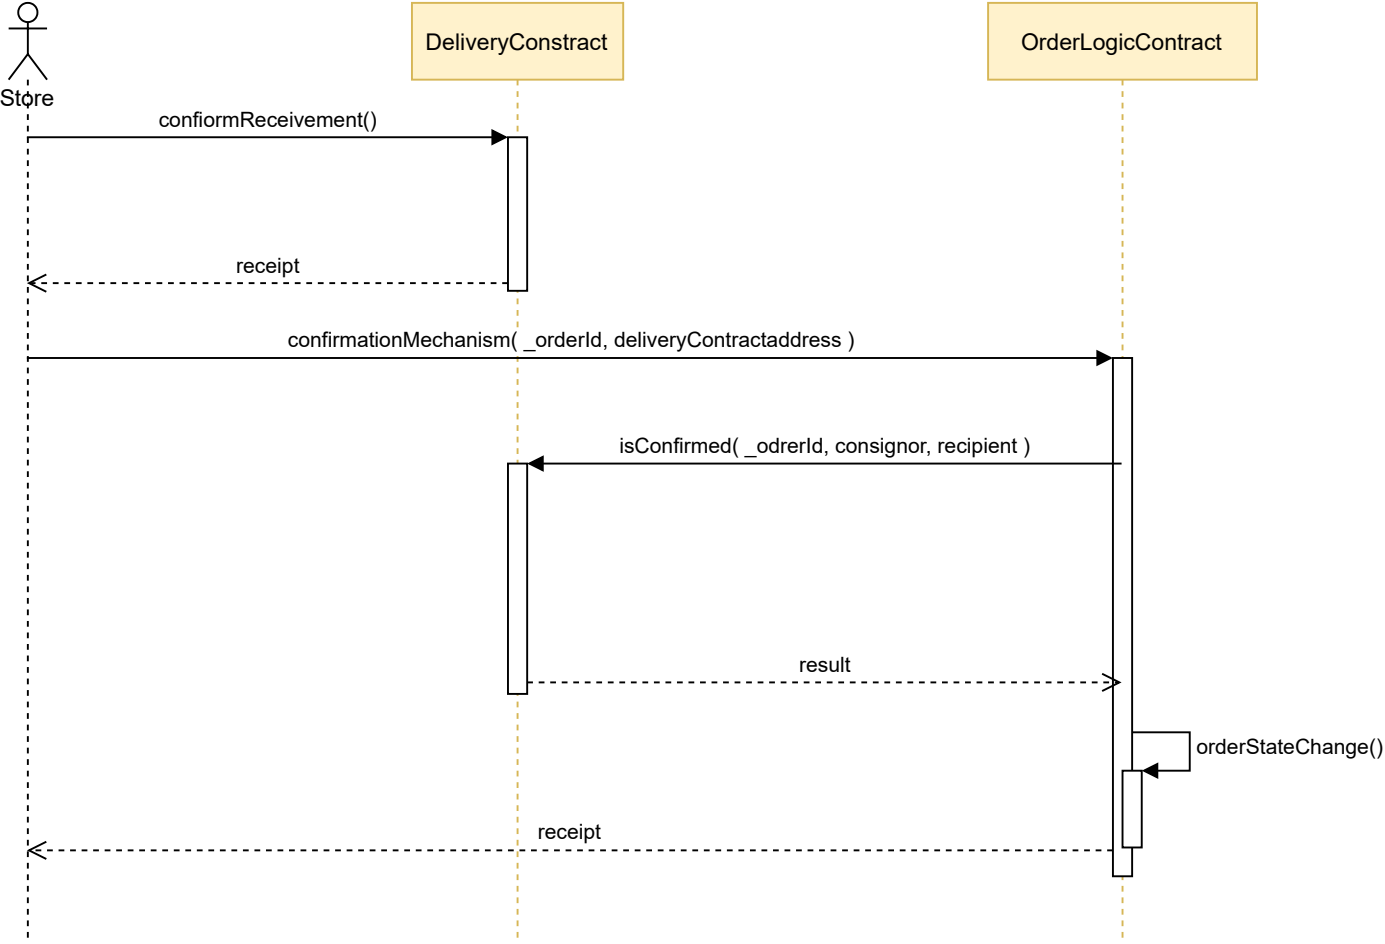 DeliveryConstract
OrderLogicContract
Store
confiormReceivement()
receipt
confirmationMechanism( _orderId, deliveryContractaddress )
isConfirmed( _odrerId, consignor, recipient )
result
orderStateChange()
receipt